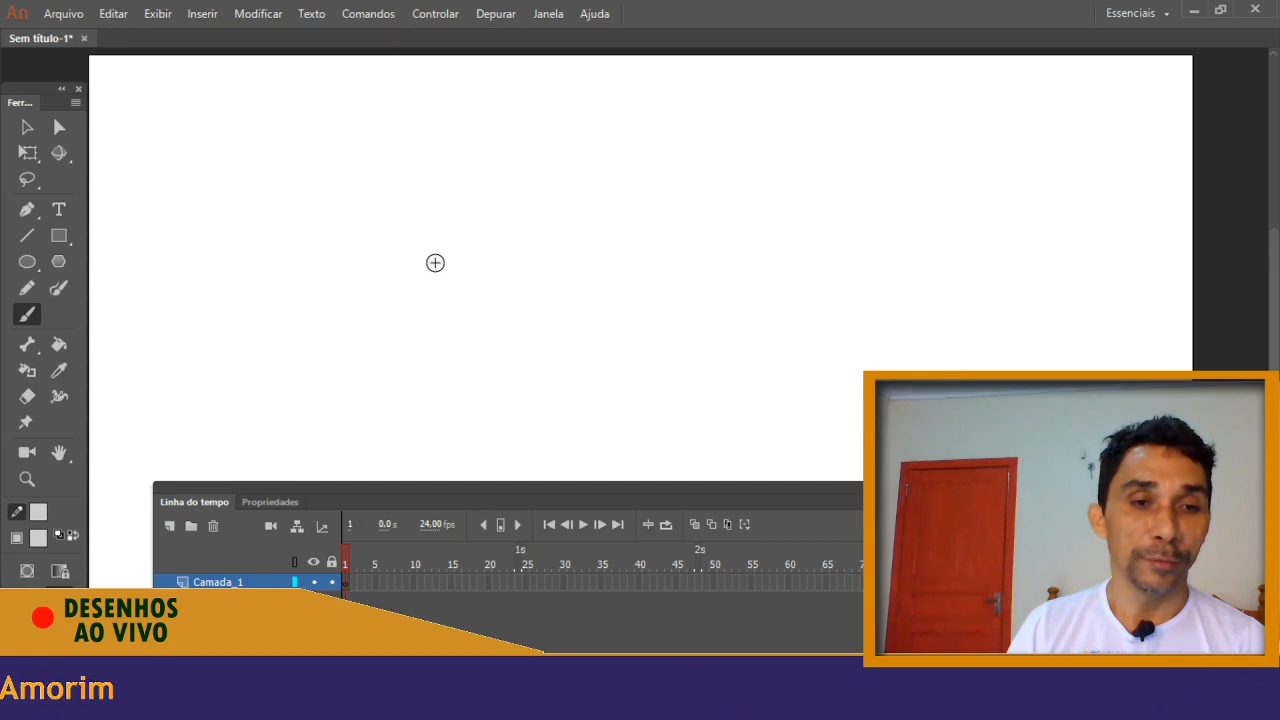 An Arquivo Editar Exibir Inserir Modificar Texto Comandos Controlar Depurar Janela Ajuda Essenciais
Sem título-1*
Ferr...
T
Linha do tempo Propriedades
1 0.0 s 24.00 fps
1s 2s
1 5 10 15 20 25 30 35 40 45 50 55 60 65 70
Camada_1
DESENHOS
AO VIVO
Amorim